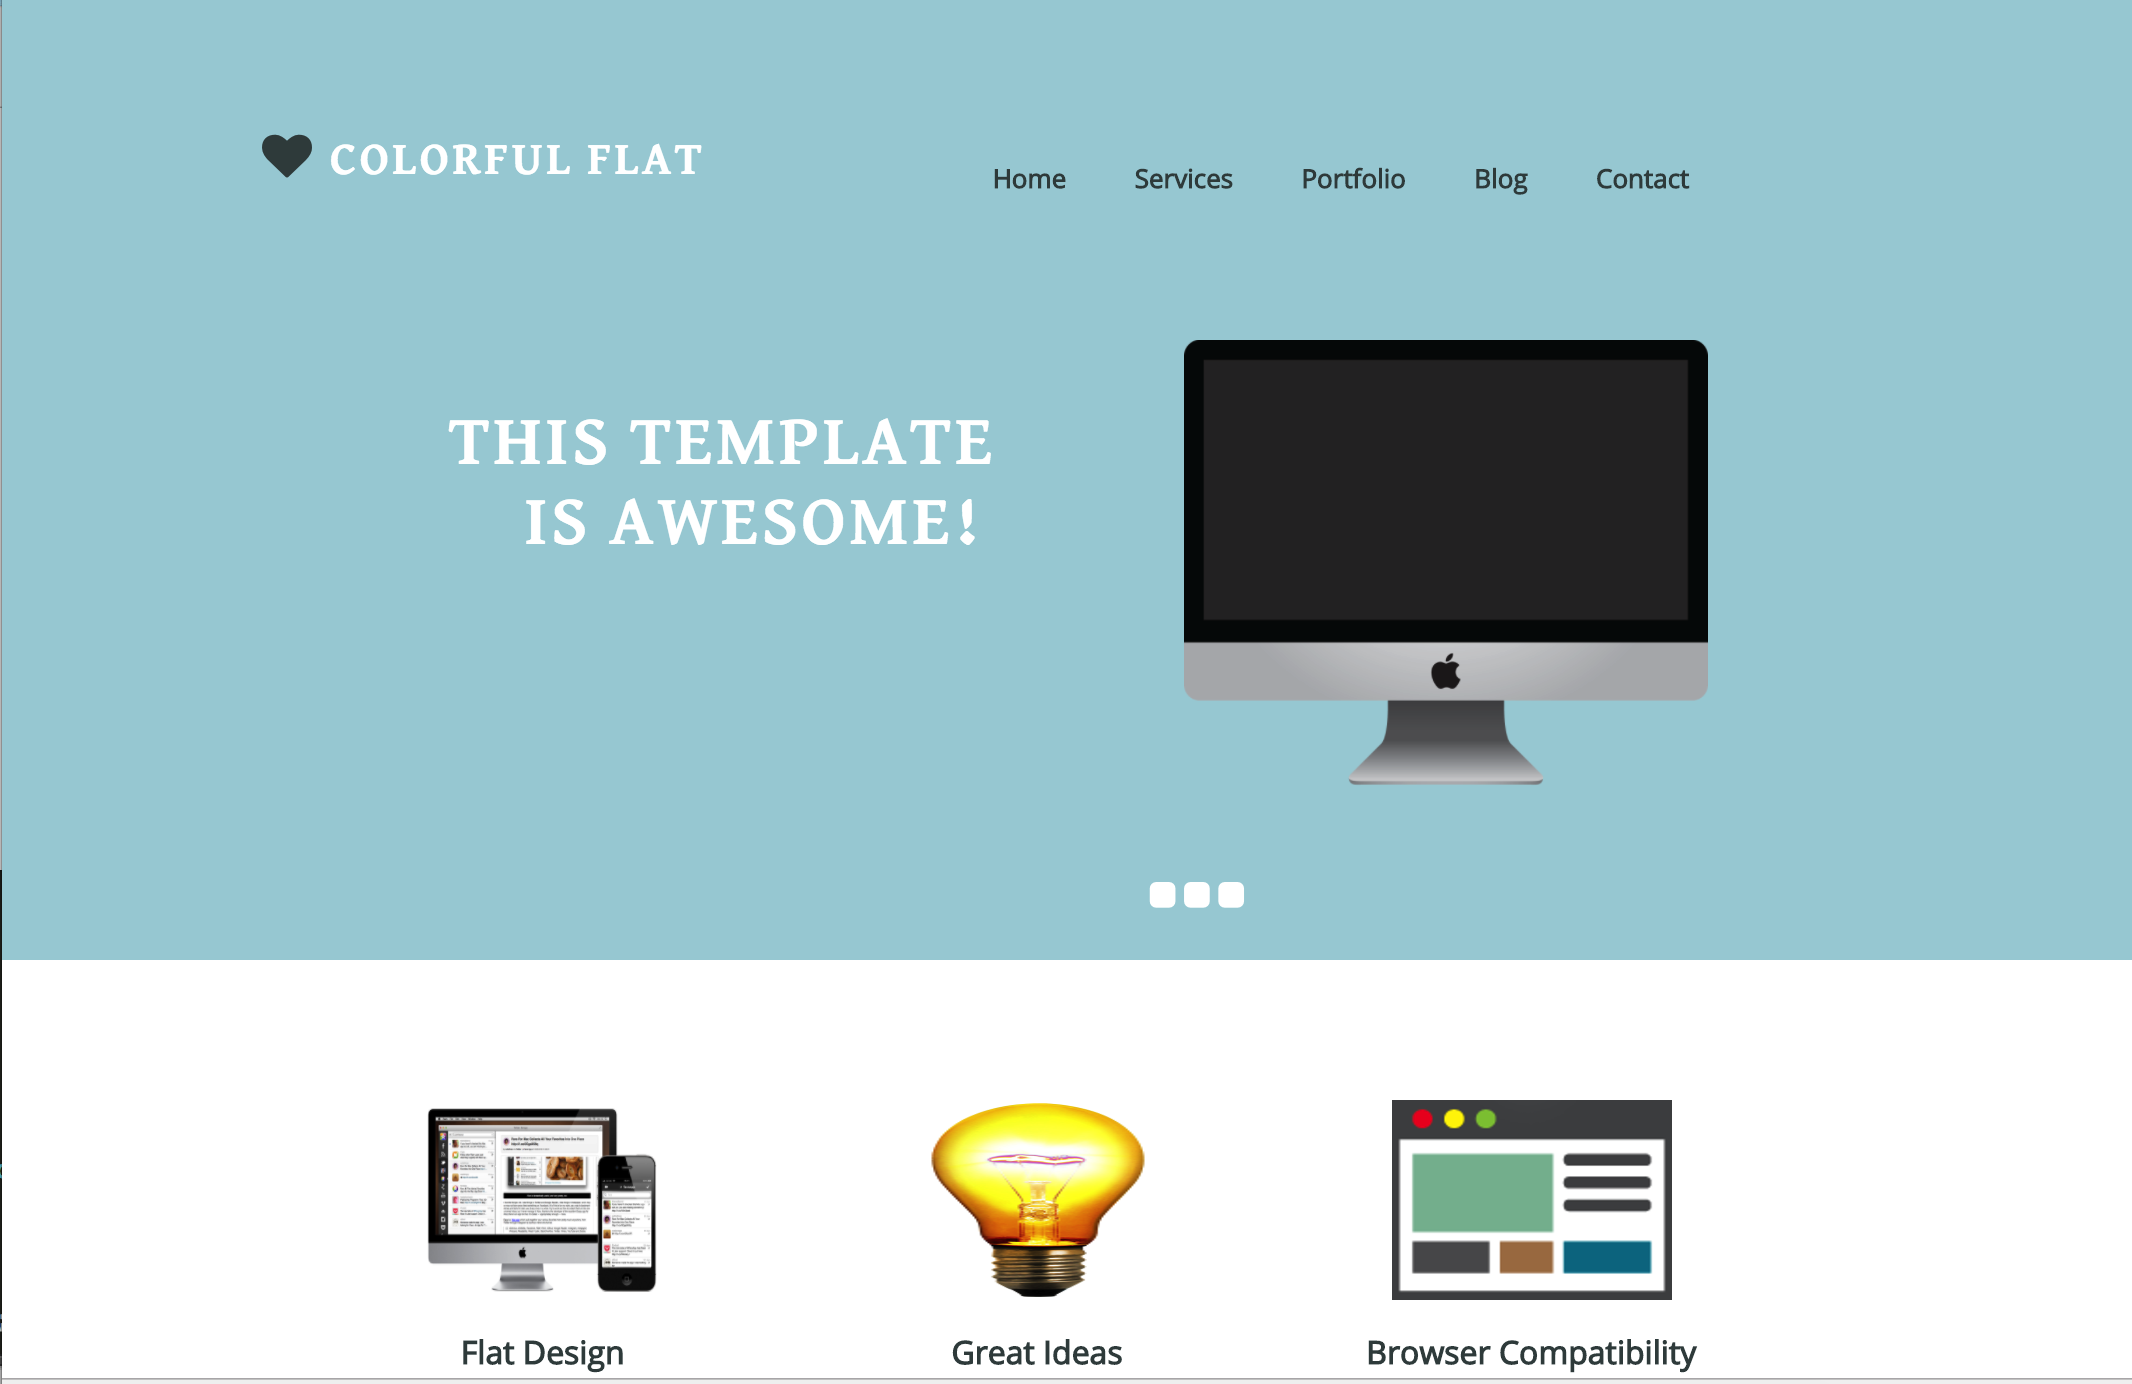 COLORFUL FLAT
Home Services Portfolio Blog Contact
THIS TEMPLATE
IS AWESOME!
Flat Design
Great Ideas
Browser Compatibility